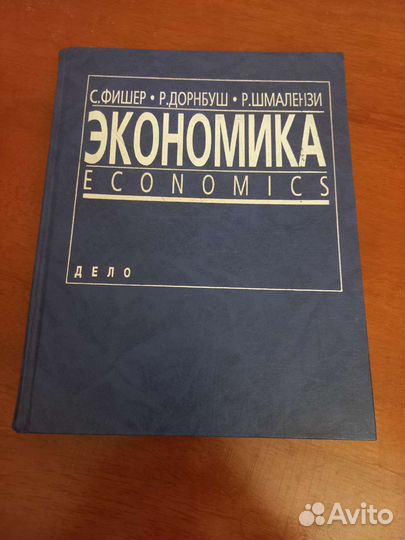 С. ФИШЕР • Р. ДОРНБУШ • Р. ШМАЛЕНЗИ
ЭКОНОМИКА
ECONOMICS
ДЕЛО
Avito